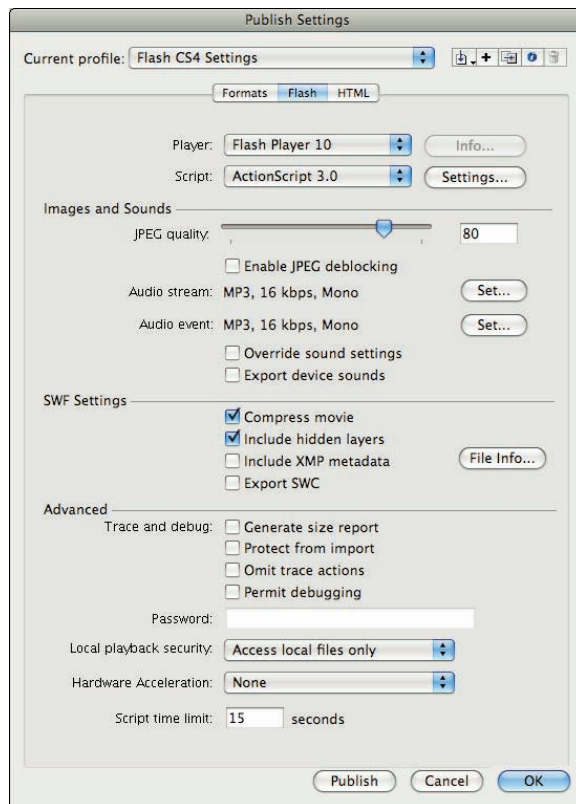 Publish Settings
Current profile: Flash CS4 Settings
Formats Flash HTML
Player: Flash Player 10 Info...
Script: ActionScript 3.0 Settings...
Images and Sounds
JPEG quality: 80
Enable JPEG deblocking
Audio stream: MP3, 16 kbps, Mono Set...
Audio event: MP3, 16 kbps, Mono Set...
Override sound settings
Export device sounds
SWF Settings
Compress movie
Include hidden layers
Include XMP metadata File Info...
Export SWC
Advanced
Trace and debug: Generate size report
Protect from import
Omit trace actions
Permit debugging
Password:
Local playback security: Access local files only
Hardware Acceleration: None
Script time limit: 15 seconds
Publish Cancel OK